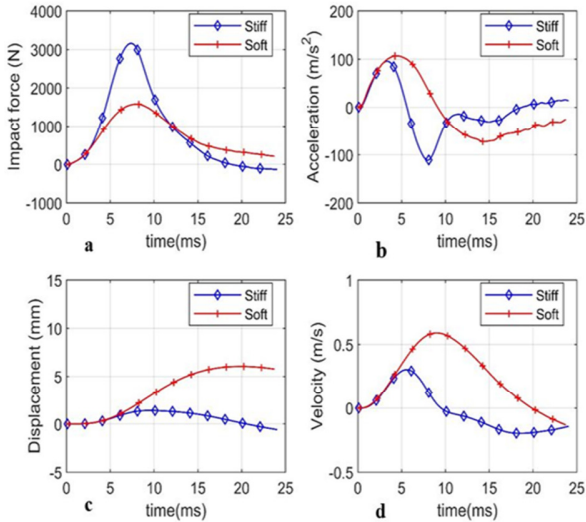 4000
3000
2000
1000
0
-1000
Impact force (N)
Stiff
Soft
0 5 10 15 20 25
time(ms)
a
200
100
0
-100
-200
Acceleration (m/s²)
Stiff
Soft
0 5 10 15 20 25
time(ms)
b
15
10
5
0
-5
Displacement (mm)
Stiff
Soft
0 5 10 15 20 25
time(ms)
c
1
0.5
0
-0.5
Velocity (m/s)
Stiff
Soft
0 5 10 15 20 25
time(ms)
d